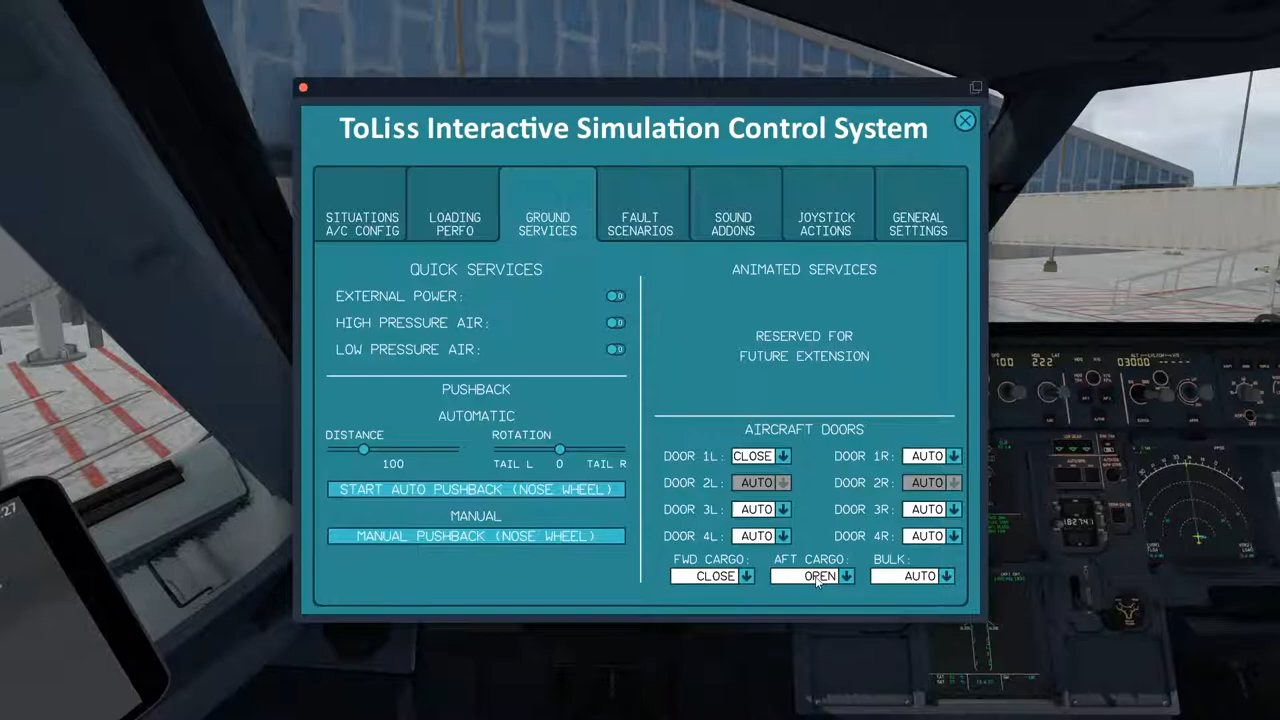 ToLiss Interactive Simulation Control System
SITUATIONS
A/C CONFIG
LOADING
PERFO
GROUND
SERVICES
FAULT
SCENARIOS
SOUND
ADDONS
JOYSTICK
ACTIONS
GENERAL
SETTINGS
QUICK SERVICES
EXTERNAL POWER:
HIGH PRESSURE AIR:
LOW PRESSURE AIR:
PUSHBACK
AUTOMATIC
DISTANCE
100
ROTATION
TAIL L 0 TAIL R
START AUTO PUSHBACK (NOSE WHEEL)
MANUAL
MANUAL PUSHBACK (NOSE WHEEL)
ANIMATED SERVICES
RESERVED FOR
FUTURE EXTENSION
AIRCRAFT DOORS
DOOR 1L: CLOSE DOOR 1R: AUTO
DOOR 2L: AUTO DOOR 2R: AUTO
DOOR 3L: AUTO DOOR 3R: AUTO
DOOR 4L: AUTO DOOR 4R: AUTO
FWD CARGO: AFT CARGO: BULK:
CLOSE OPEN AUTO
:27
100 222 03000